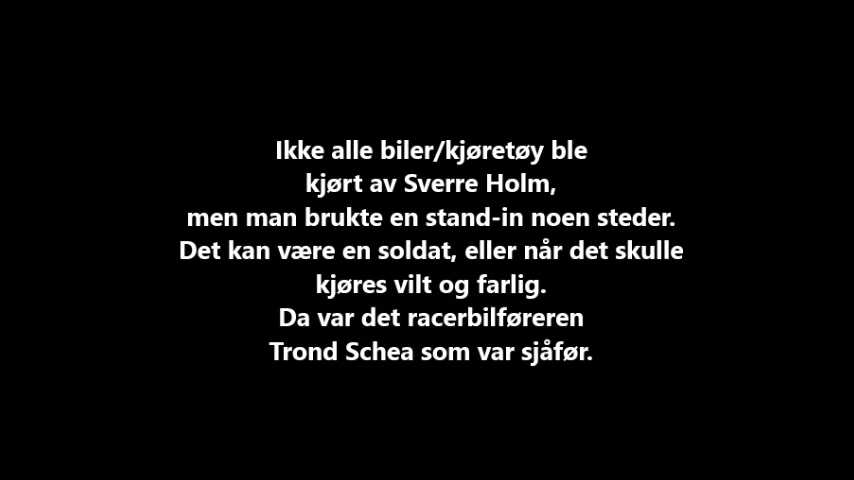 Ikke alle biler/kjøretøy ble
kjørt av Sverre Holm,
men man brukte en stand-in noen steder.
Det kan være en soldat, eller når det skulle
kjøres vilt og farlig.
Da var det racerbilføreren
Trond Schea som var sjåfør.